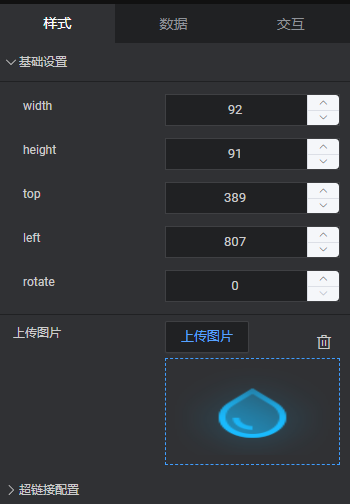 样式 数据 交互
基础设置
width 92
height 91
top 389
left 807
rotate 0
上传图片 上传图片
超链接配置